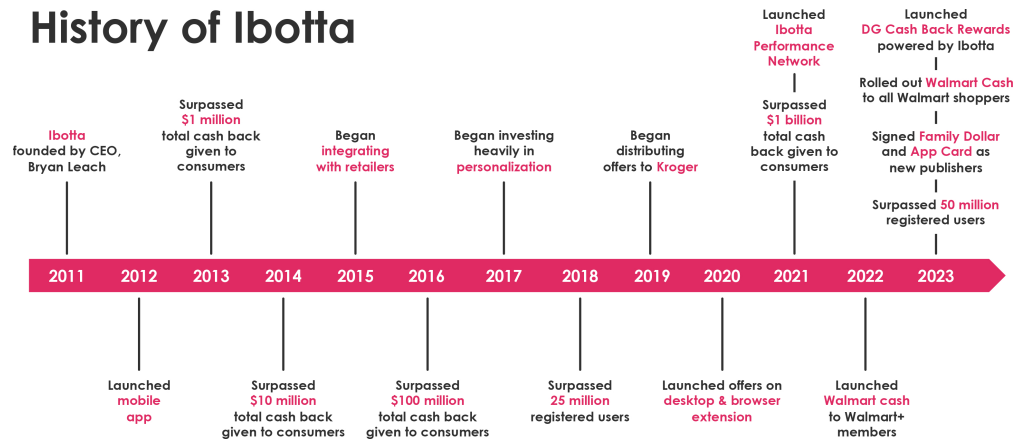 History of Ibotta
Ibotta
founded by CEO,
Bryan Leach
Surpassed
$1 million
total cash back
given to
consumers
Began
integrating
with retailers
Began investing
heavily in
personalization
Began
distributing
offers to Kroger
Launched
Ibotta
Performance
Network
Surpassed
$1 billion
total cash
back given to
consumers
Launched
DG Cash Back Rewards
powered by Ibotta
Rolled out Walmart Cash
to all Walmart shoppers
Signed Family Dollar
and App Card as
new publishers
Surpassed 50 million
registered users
2011 2012 2013 2014 2015 2016 2017 2018 2019 2020 2021 2022 2023
Launched
mobile
app
Surpassed
$10 million
total cash back
given to consumers
Surpassed
$100 million
total cash back
given to consumers
Surpassed
25 million
registered users
Launched offers on
desktop & browser
extension
Launched
Walmart cash
to Walmart+
members